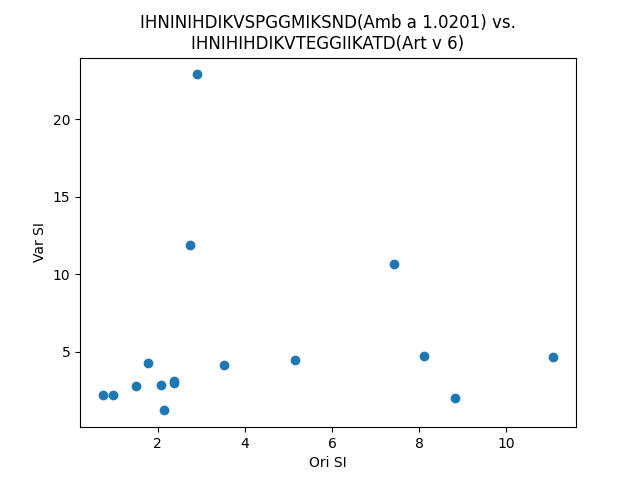 IHNINIHDIKVSPGGMIKSND(Amb a 1.0201) vs.
IHNIHIHDIKVTEGGIIKATD(Art v 6)
20
15
10
5
Var SI
2 4 6 8 10
Ori SI